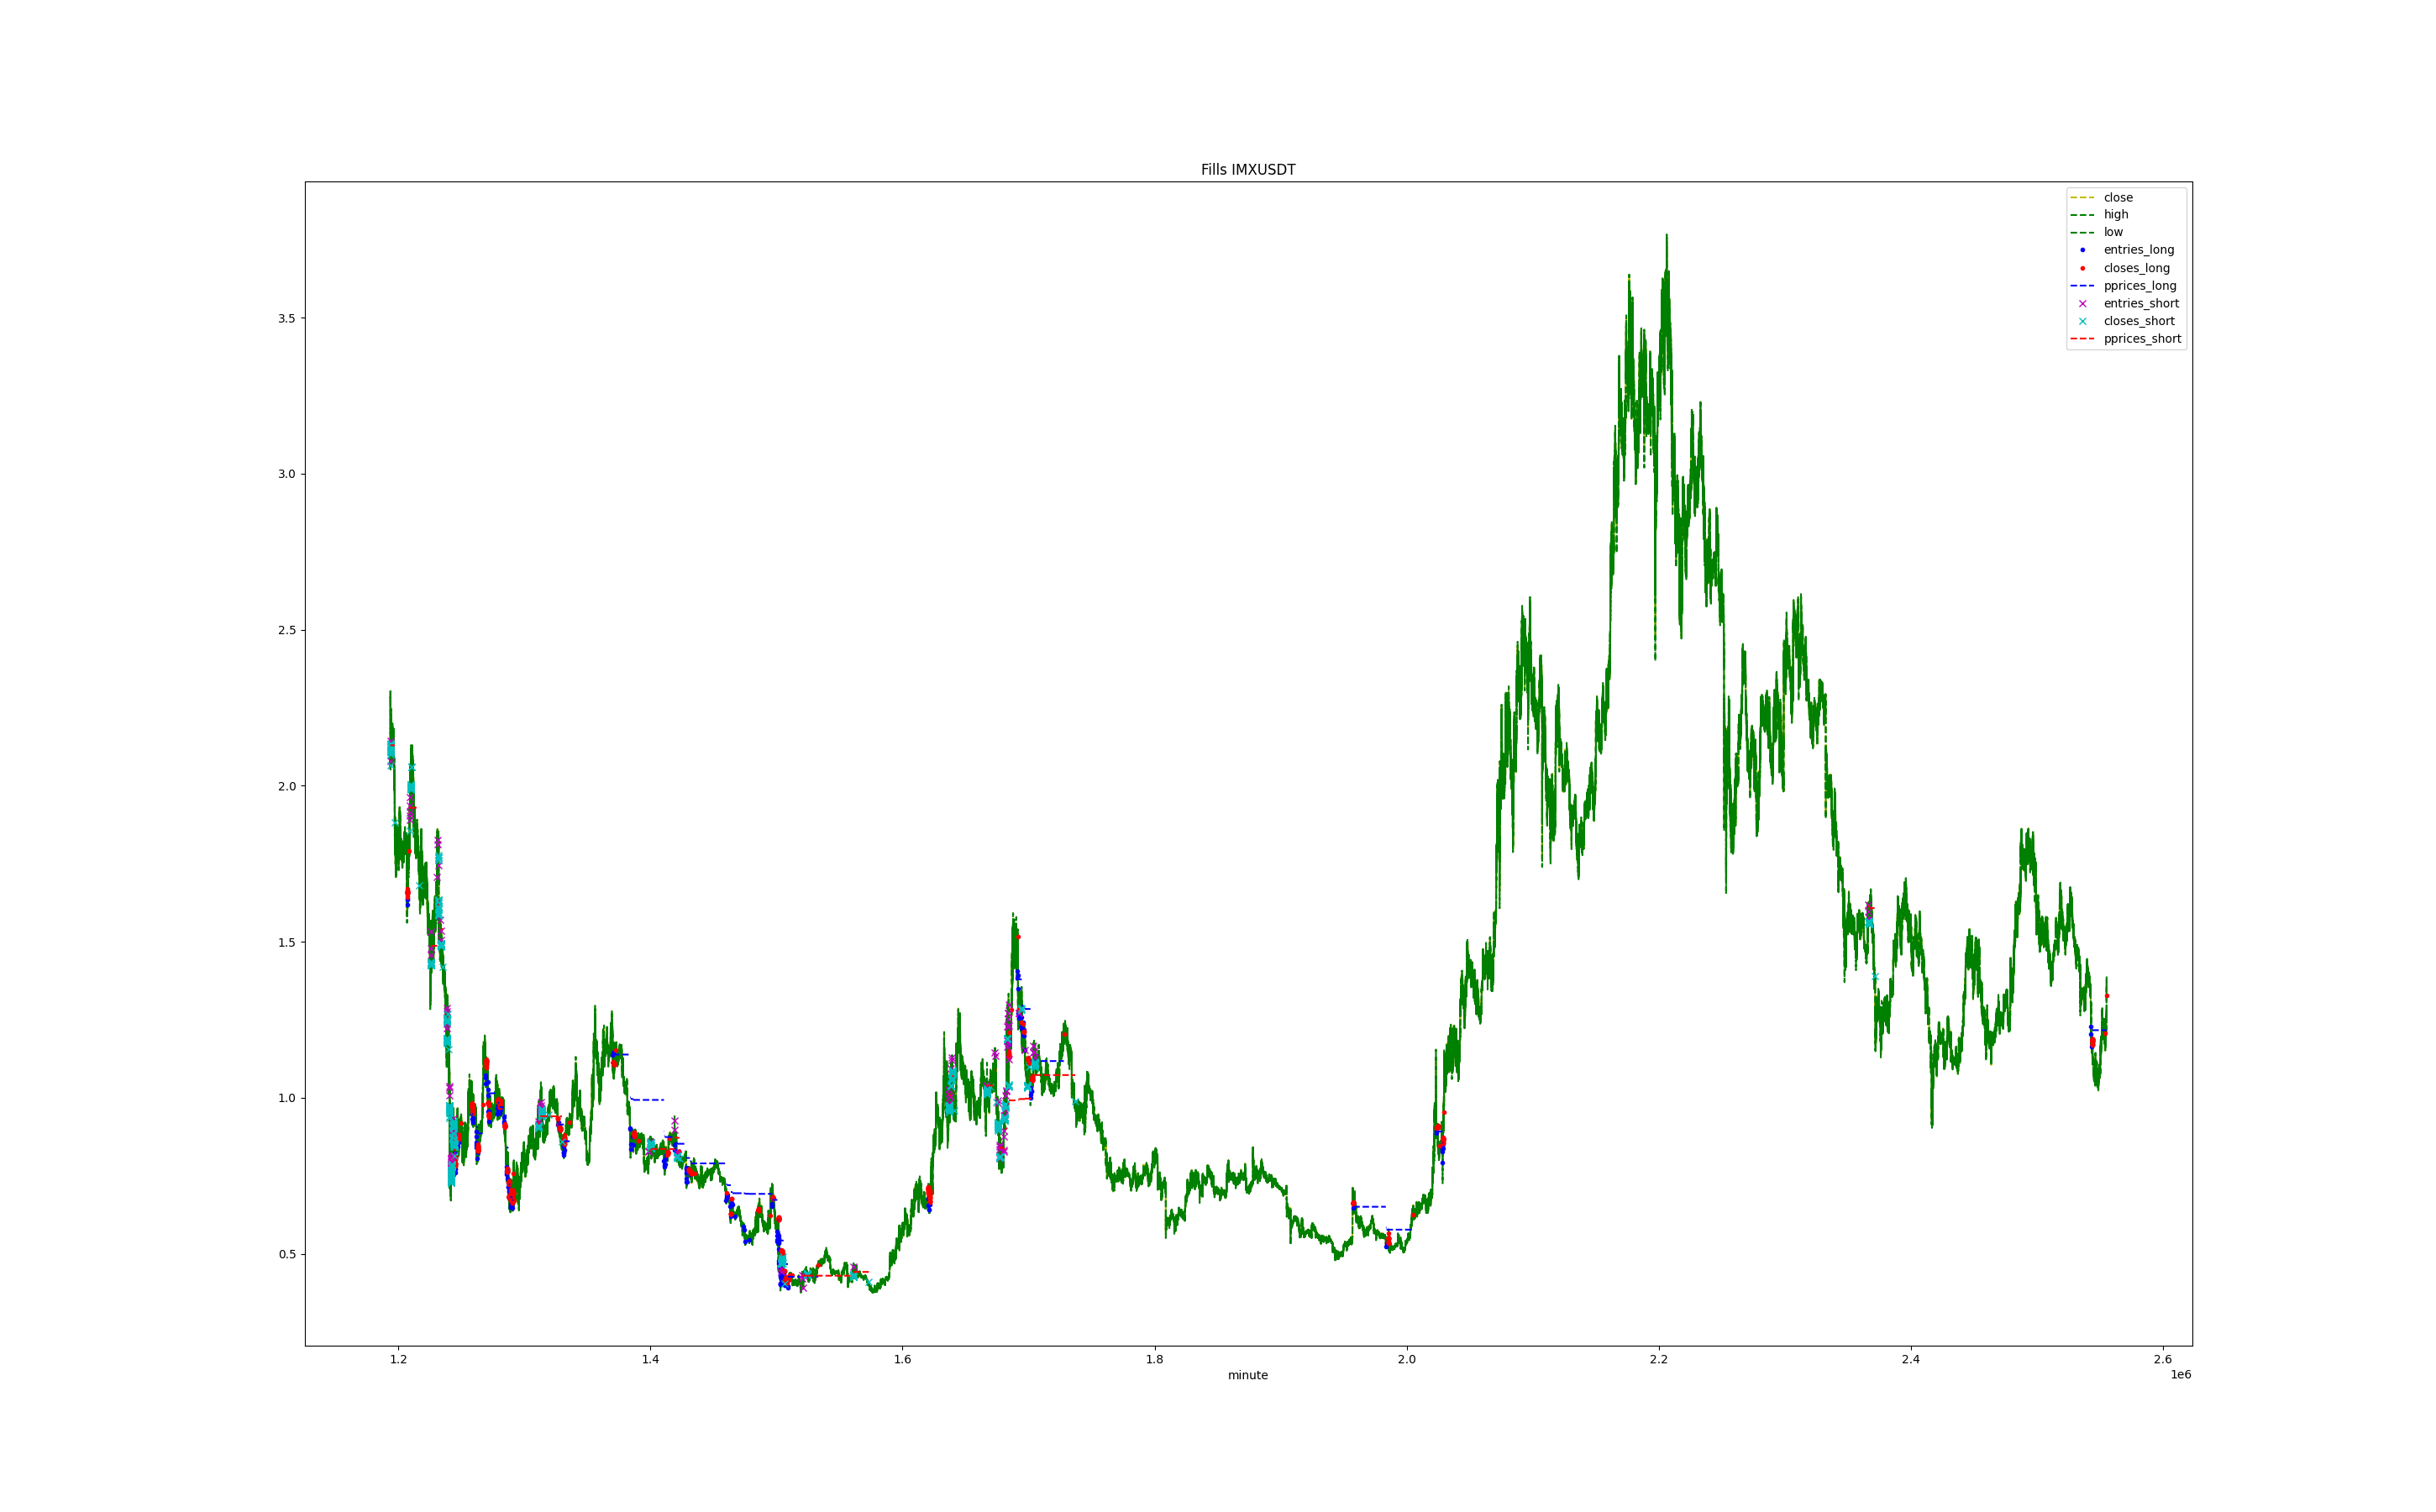 Fills IMXUSDT
close
high
low
entries_long
closes_long
pprices_long
entries_short
closes_short
pprices_short
3.5
3.0
2.5
2.0
1.5
1.0
0.5
1.2 1.4 1.6 1.8 2.0 2.2 2.4 2.6
minute
1e6